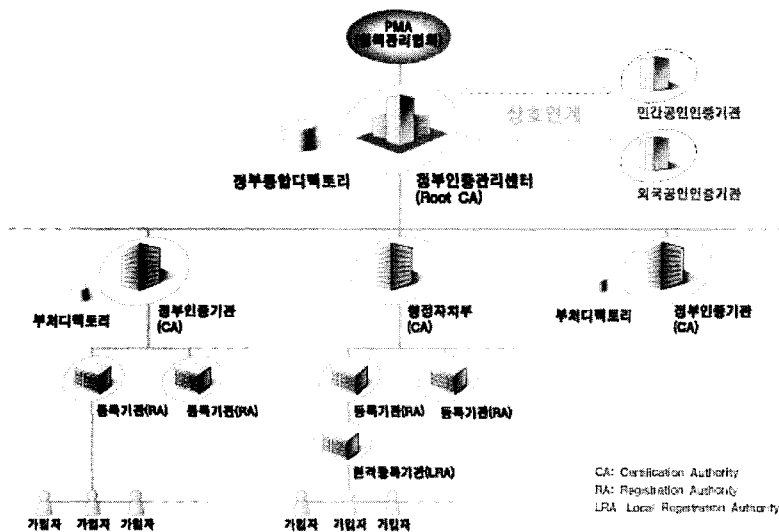 PMA
(정책관리협회)
상호연계
민간공인인증기관
외국공인인증기관
정부통합디렉토리
정부인증관리센터
(Root CA)
부처디렉토리
정부인증기관
(CA)
행정자치부
(CA)
부처디렉토리
정부인증기관
(CA)
등록기관(RA)
등록기관(RA)
등록기관(RA)
등록기관(RA)
원격등록기관(LRA)
가입자
가입자
가입자
가입자
가입자
가입자
CA: Certification Authority
RA: Registration Authority
LRA: Local Registration Authority